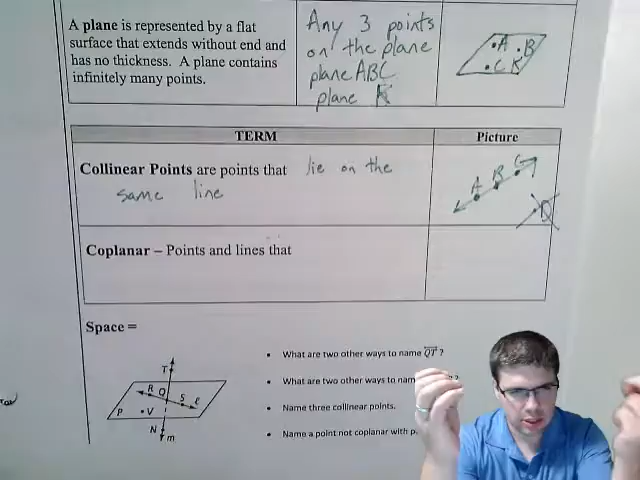 A plane is represented by a flat
surface that extends without end and
has no thickness. A plane contains
infinitely many points.
Any 3 points
on the plane
plane ABC
plane K
A
B
C
K
TERM
Picture
Collinear Points are points that lie on the
same line
A B C
D
Coplanar – Points and lines that
Space =
T
R Q
S ℓ
P V
N
m
• What are two other ways to name QT ?
• What are two other ways to nam
?
• Name three collinear points.
• Name a point not coplanar with p.